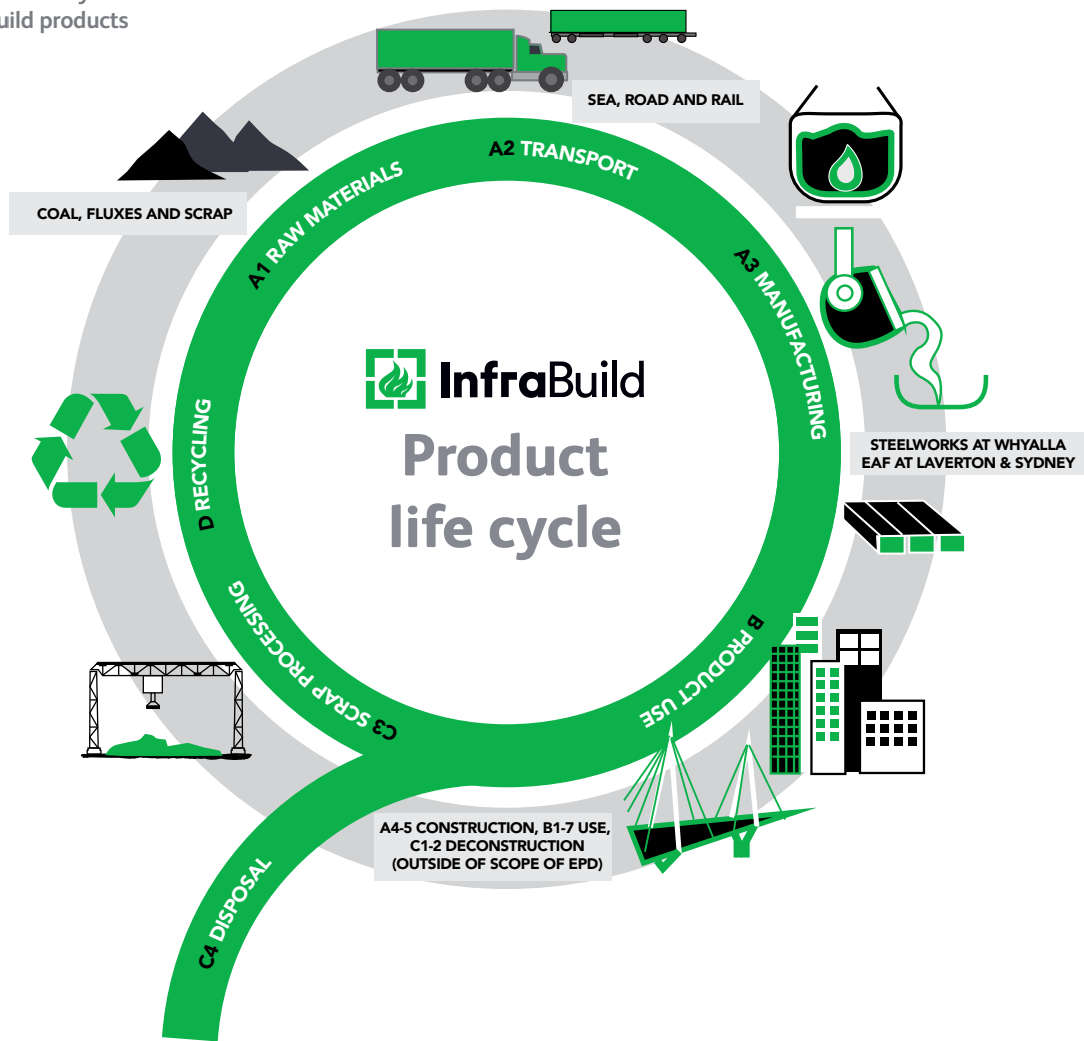 build products
SEA, ROAD AND RAIL
COAL, FLUXES AND SCRAP
A1 RAW MATERIALS
A2 TRANSPORT
A3 MANUFACTURING
InfraBuild
Product
life cycle
STEELWORKS AT WHYALLA
EAF AT LAVERTON & SYDNEY
B PRODUCT USE
A4-5 CONSTRUCTION, B1-7 USE,
C1-2 DECONSTRUCTION
(OUTSIDE OF SCOPE OF EPD)
C3 SCRAP PROCESSING
C4 DISPOSAL
D RECYCLING